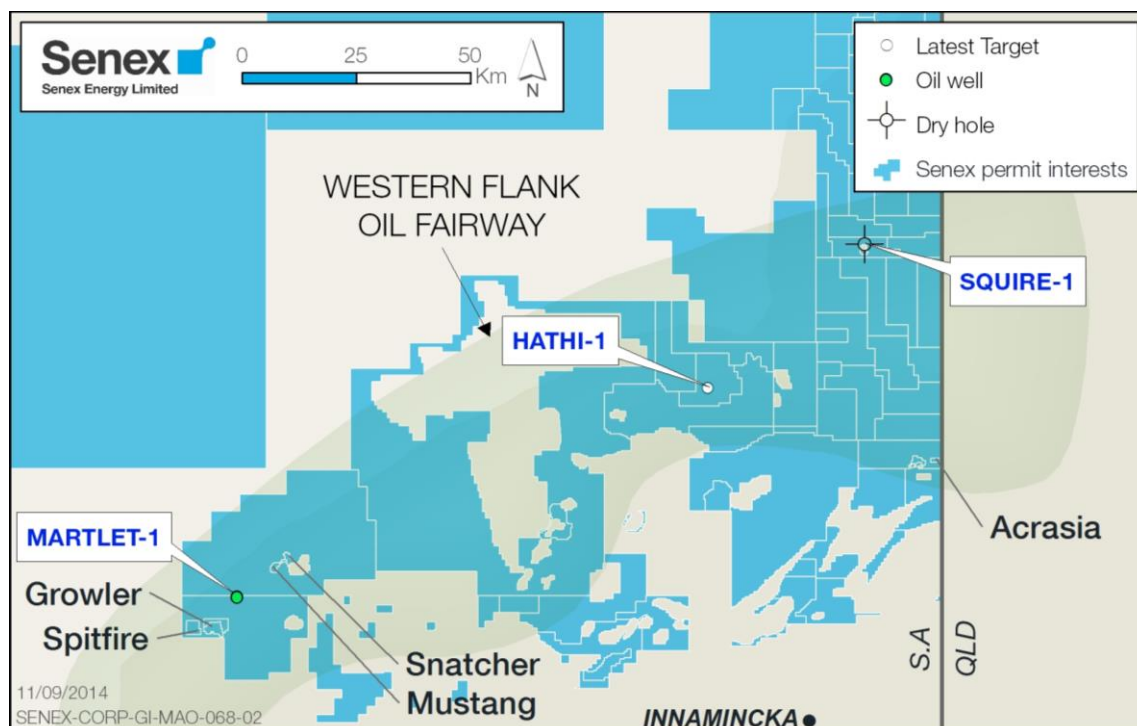 Senex
Senex Energy Limited
0 25 50
Km
N
Latest Target
Oil well
Dry hole
Senex permit interests
WESTERN FLANK
OIL FAIRWAY
SQUIRE-1
HATHI-1
Acrasia
MARTLET-1
Growler
Spitfire
Snatcher
Mustang
S.A
QLD
11/09/2014
SENEX-CORP-GI-MAO-068-02
INNAMINCKA